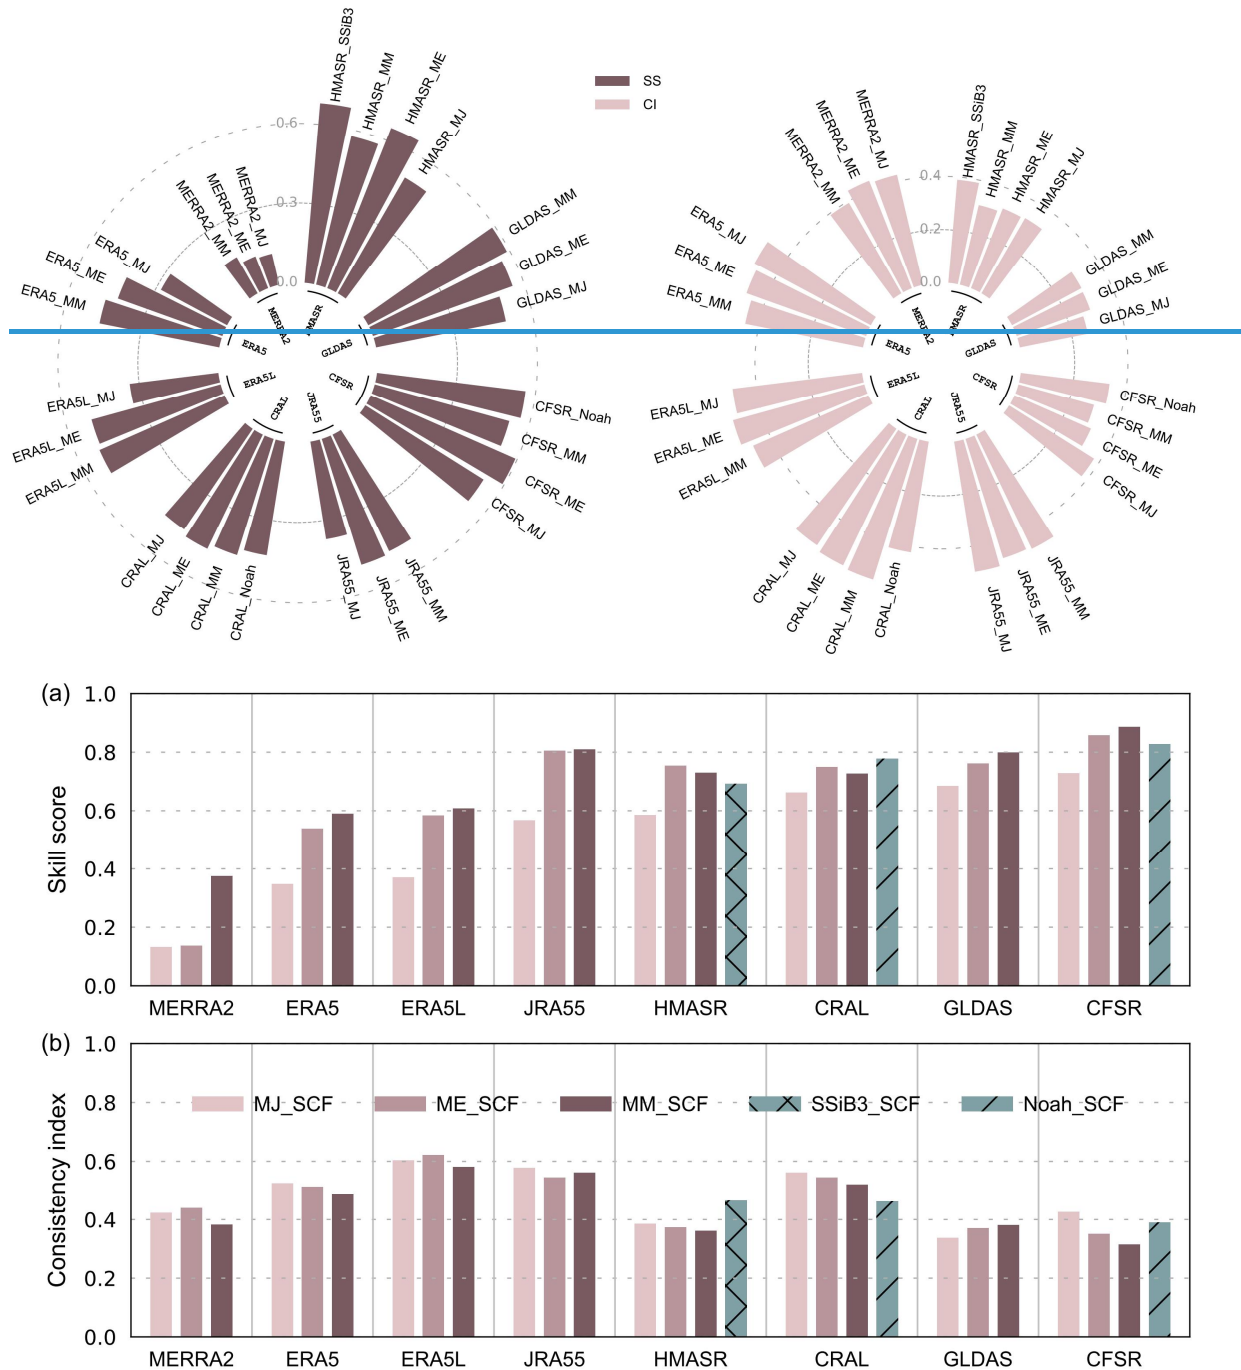 SS
CI
HMASR_SSiB3
HMASR_MM
HMASR_ME
HMASR_MJ
GLDAS_MM
GLDAS_ME
GLDAS_MJ
CFSR_Noah
CFSR_MM
CFSR_ME
CFSR_MJ
JRA55_MM
JRA55_ME
JRA55_MJ
CRAL_Noah
CRAL_MM
CRAL_ME
CRAL_MJ
ERA5L_MM
ERA5L_ME
ERA5L_MJ
ERA5_MM
ERA5_ME
ERA5_MJ
MERRA2_MM
MERRA2_ME
MERRA2_MJ
0.6
0.3
0.0
HMASR
GLDAS
CFSR
JRA55
CRAL
ERA5L
ERA5
MERRA2
HMASR_SSiB3
HMASR_MM
HMASR_ME
HMASR_MJ
GLDAS_MM
GLDAS_ME
GLDAS_MJ
CFSR_Noah
CFSR_MM
CFSR_ME
CFSR_MJ
JRA55_MM
JRA55_ME
JRA55_MJ
CRAL_Noah
CRAL_MM
CRAL_ME
CRAL_MJ
ERA5L_MM
ERA5L_ME
ERA5L_MJ
ERA5_MM
ERA5_ME
ERA5_MJ
MERRA2_MM
MERRA2_ME
MERRA2_MJ
0.4
0.2
0.0
HMASR
GLDAS
CFSR
JRA55
CRAL
ERA5L
ERA5
MERRA2
(a)
Skill score
1.0
0.8
0.6
0.4
0.2
0.0
MERRA2 ERA5 ERA5L JRA55 HMASR CRAL GLDAS CFSR
(b)
Consistency index
1.0
0.8
0.6
0.4
0.2
0.0
MJ_SCF ME_SCF MM_SCF SSiB3_SCF Noah_SCF
MERRA2 ERA5 ERA5L JRA55 HMASR CRAL GLDAS CFSR